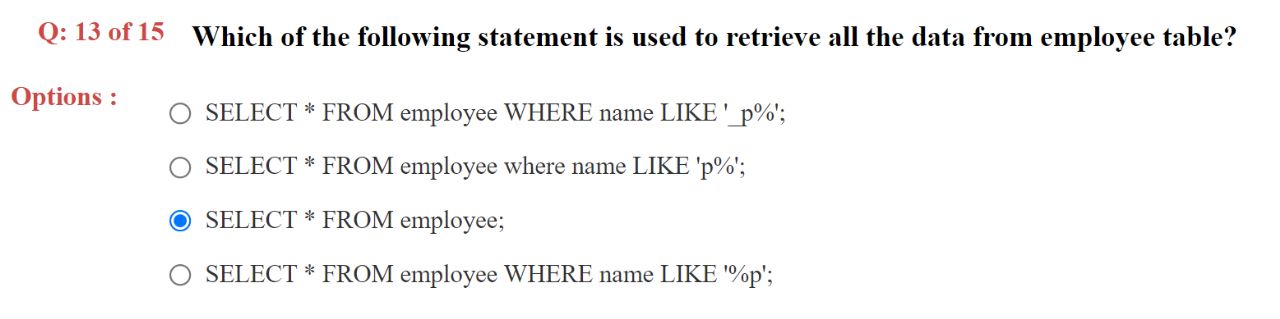 Q: 13 of 15 Which of the following statement is used to retrieve all the data from employee table?
Options :
SELECT * FROM employee WHERE name LIKE '_p%';
SELECT * FROM employee where name LIKE 'p%';
SELECT * FROM employee;
SELECT * FROM employee WHERE name LIKE '%p';